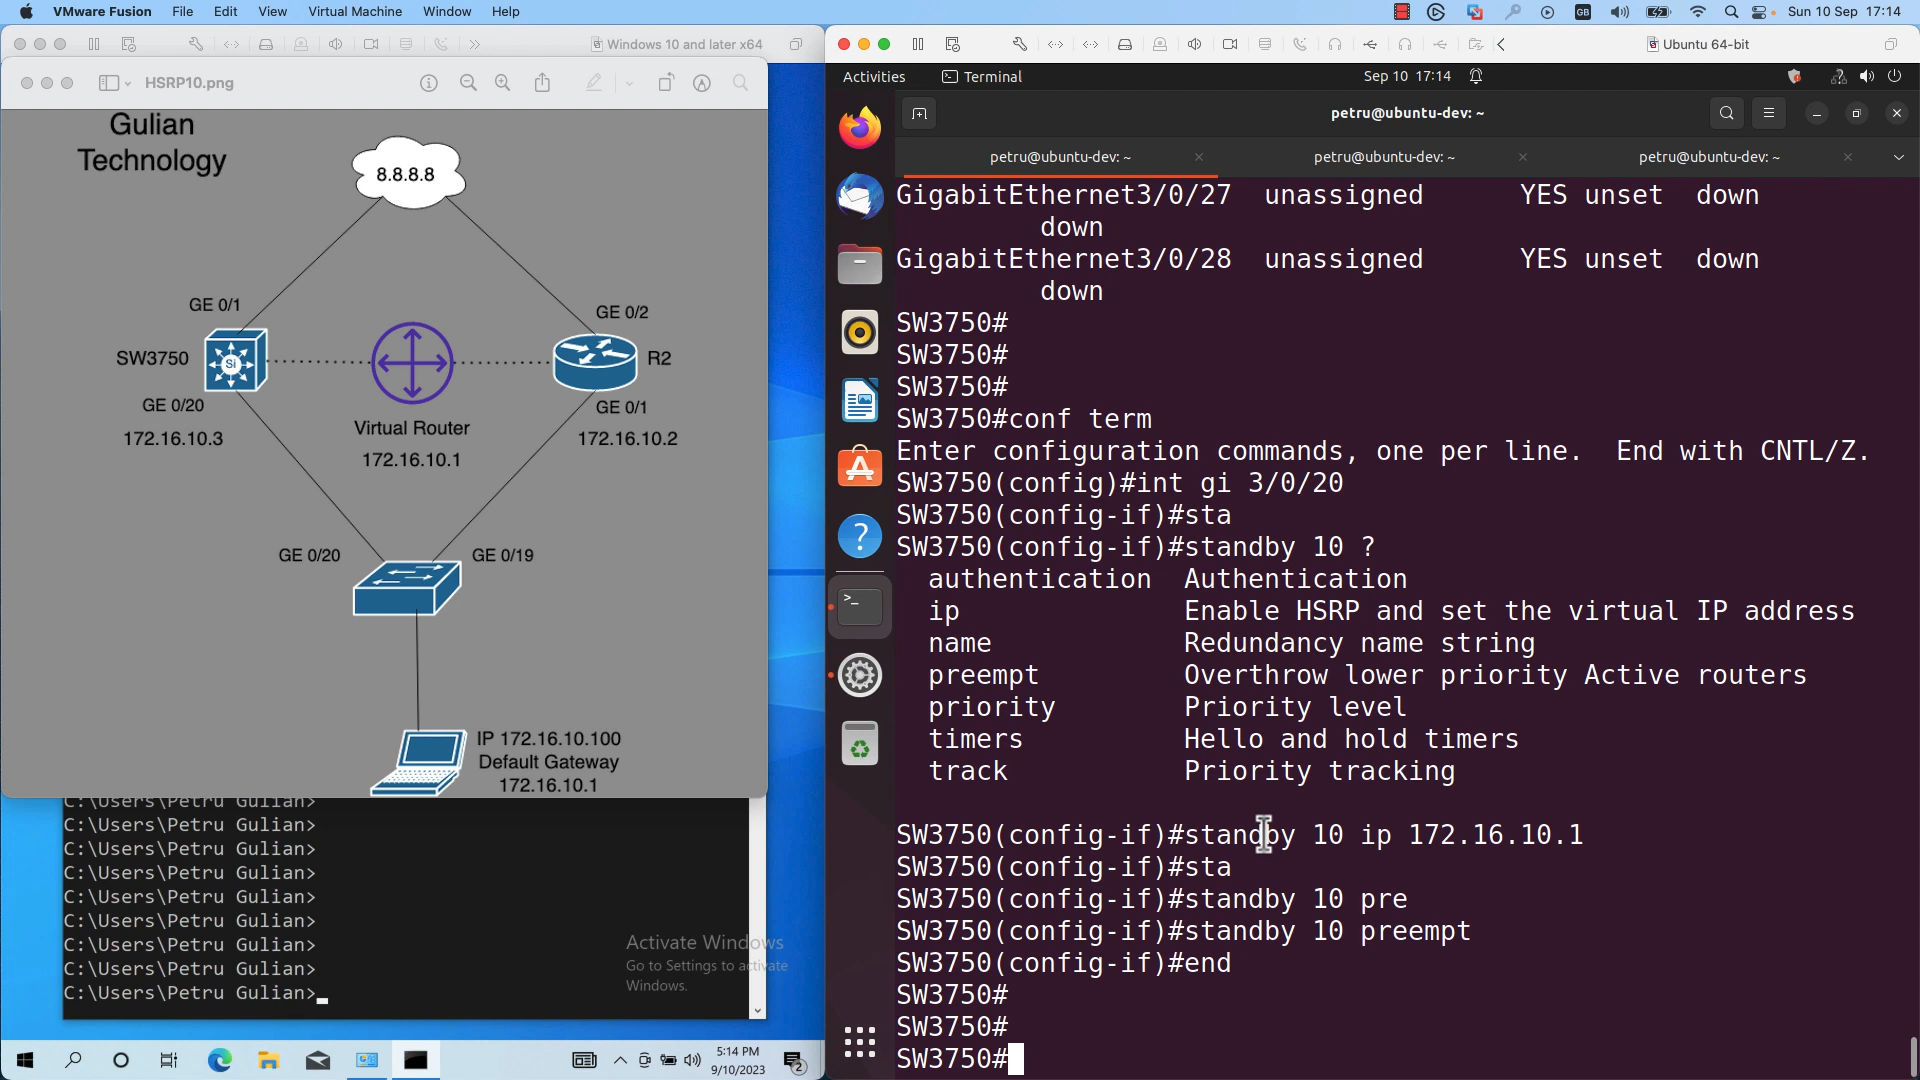 VMware Fusion File Edit View Virtual Machine Window Help
GB
Sun 10 Sep 17:14
Windows 10 and later x64
Ubuntu 64-bit
HSRP10.png
Gulian
Technology
8.8.8.8
GE 0/1
GE 0/2
SW3750
Si
R2
GE 0/20
GE 0/1
172.16.10.3
Virtual Router
172.16.10.2
172.16.10.1
GE 0/20
GE 0/19
IP 172.16.10.100
Default Gateway
172.16.10.1
C:\Users\Petru Gulian>
C:\Users\Petru Gulian>
C:\Users\Petru Gulian>
C:\Users\Petru Gulian>
C:\Users\Petru Gulian>
C:\Users\Petru Gulian>
C:\Users\Petru Gulian>
C:\Users\Petru Gulian>
C:\Users\Petru Gulian>
Activate Windows
Go to Settings to activate
Windows.
5:14 PM
9/10/2023
2
Activities Terminal
Sep 10 17:14
petru@ubuntu-dev: ~
petru@ubuntu-dev: ~
petru@ubuntu-dev: ~
petru@ubuntu-dev: ~
GigabitEthernet3/0/27 unassigned YES unset down
down
GigabitEthernet3/0/28 unassigned YES unset down
down
SW3750#
SW3750#
SW3750#
SW3750#conf term
Enter configuration commands, one per line. End with CNTL/Z.
SW3750(config)#int gi 3/0/20
SW3750(config-if)#sta
SW3750(config-if)#standby 10 ?
authentication Authentication
ip Enable HSRP and set the virtual IP address
name Redundancy name string
preempt Overthrow lower priority Active routers
priority Priority level
timers Hello and hold timers
track Priority tracking
SW3750(config-if)#standby 10 ip 172.16.10.1
SW3750(config-if)#sta
SW3750(config-if)#standby 10 pre
SW3750(config-if)#standby 10 preempt
SW3750(config-if)#end
SW3750#
SW3750#
SW3750#